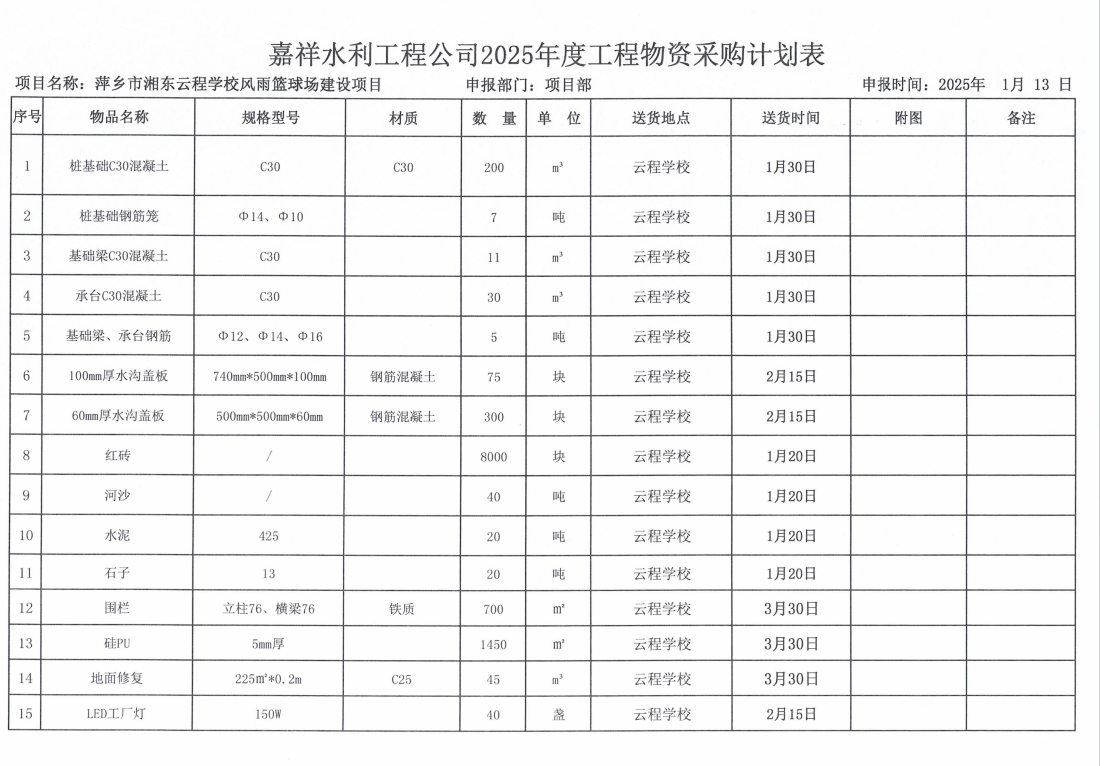 嘉祥水利工程公司2025年度工程物资采购计划表
项目名称：萍乡市湘东云程学校风雨篮球场建设项目 申报部门：项目部 申报时间：2025年 1月 13 日
序号 物品名称 规格型号 材质 数 量 单 位 送货地点 送货时间 附图 备注
1 桩基础C30混凝土 C30 C30 200 m³ 云程学校 1月30日
2 桩基础钢筋笼 Φ14、Φ10 7 吨 云程学校 1月30日
3 基础梁C30混凝土 C30 11 m³ 云程学校 1月30日
4 承台C30混凝土 C30 30 m³ 云程学校 1月30日
5 基础梁、承台钢筋 Φ12、Φ14、Φ16 5 吨 云程学校 1月30日
6 100mm厚水沟盖板 740mm*500mm*100mm 钢筋混凝土 75 块 云程学校 2月15日
7 60mm厚水沟盖板 500mm*500mm*60mm 钢筋混凝土 300 块 云程学校 2月15日
8 红砖 / 8000 块 云程学校 1月20日
9 河沙 / 40 吨 云程学校 1月20日
10 水泥 425 20 吨 云程学校 1月20日
11 石子 13 20 吨 云程学校 1月20日
12 围栏 立柱76、横梁76 铁质 700 m² 云程学校 3月30日
13 硅PU 5mm厚 1450 m² 云程学校 3月30日
14 地面修复 225m²*0.2m C25 45 m³ 云程学校 3月30日
15 LED工厂灯 150W 40 盏 云程学校 2月15日